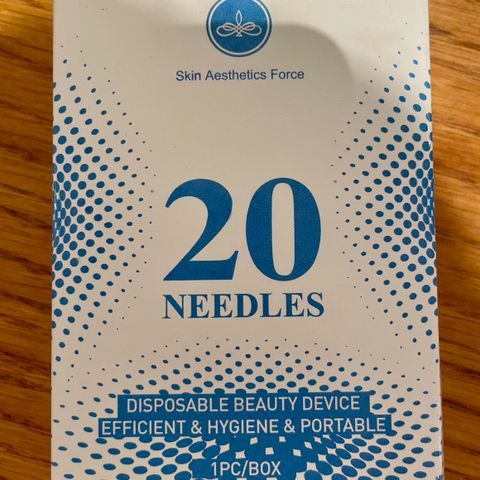 Skin Aesthetics Force
20
NEEDLES
DISPOSABLE BEAUTY DEVICE
EFFICIENT & HYGIENE & PORTABLE
1PC/BOX